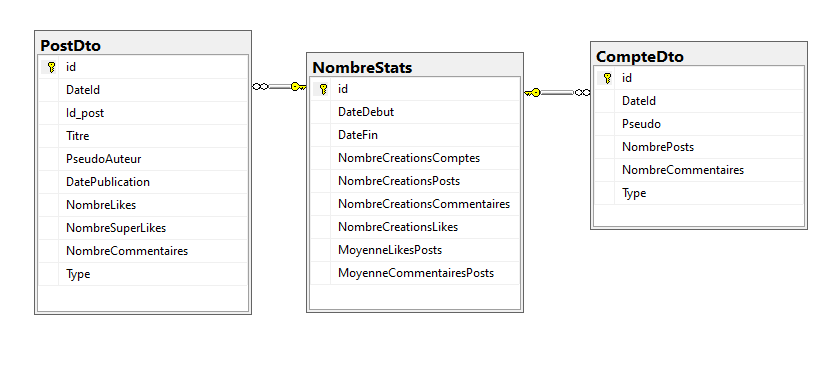 PostDto
id
DateId
Id_post
Titre
PseudoAuteur
DatePublication
NombreLikes
NombreSuperLikes
NombreCommentaires
Type
NombreStats
id
DateDebut
DateFin
NombreCreationsComptes
NombreCreationsPosts
NombreCreationsCommentaires
NombreCreationsLikes
MoyenneLikesPosts
MoyenneCommentairesPosts
CompteDto
id
DateId
Pseudo
NombrePosts
NombreCommentaires
Type